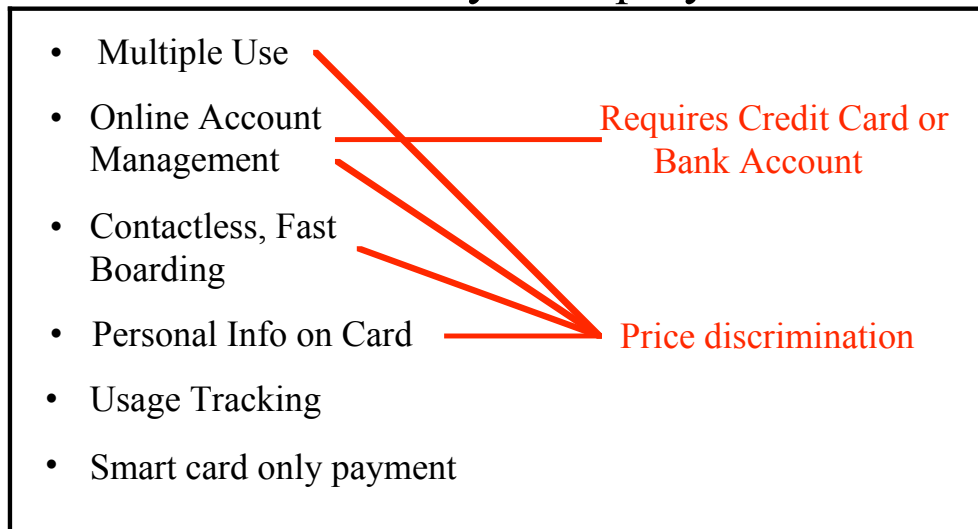 • Multiple Use
• Online Account
Management
Requires Credit Card or
Bank Account
• Contactless, Fast
Boarding
• Personal Info on Card
Price discrimination
• Usage Tracking
• Smart card only payment